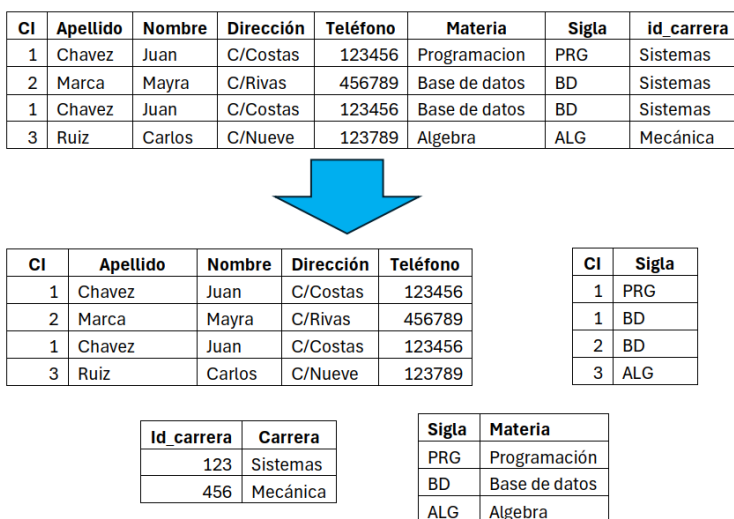 CI Apellido Nombre Dirección Teléfono Materia Sigla id_carrera
1 Chavez Juan C/Costas 123456 Programacion PRG Sistemas
2 Marca Mayra C/Rivas 456789 Base de datos BD Sistemas
1 Chavez Juan C/Costas 123456 Base de datos BD Sistemas
3 Ruiz Carlos C/Nueve 123789 Algebra ALG Mecánica
CI Apellido Nombre Dirección Teléfono
1 Chavez Juan C/Costas 123456
2 Marca Mayra C/Rivas 456789
1 Chavez Juan C/Costas 123456
3 Ruiz Carlos C/Nueve 123789
CI Sigla
1 PRG
1 BD
2 BD
3 ALG
Id_carrera Carrera
123 Sistemas
456 Mecánica
Sigla Materia
PRG Programación
BD Base de datos
ALG Algebra